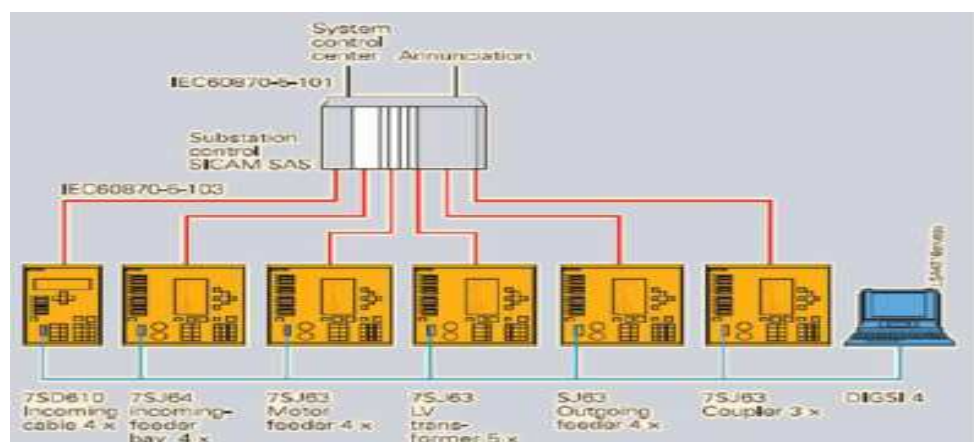 System
control
center
Annunciation
IEC60870-5-101
Substation
control
SICAM SAS
IEC60870-5-103
7SD610
Incoming
cable 4 x
7SJ64
Incoming-
feeder
bay 4 x
7SJ63
Motor
feeder 4 x
7SJ63
LV
trans-
former 5 x
SJ63
Outgoing
feeder 4 x
7SJ63
Coupler 3 x
DIGSI 4